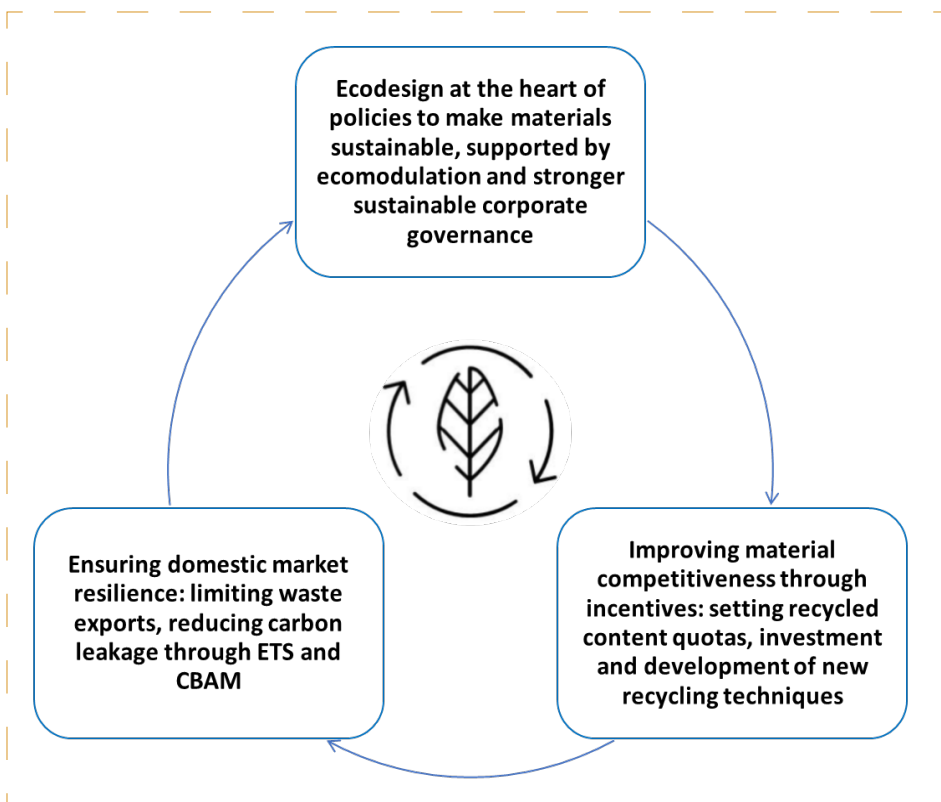 Ecodesign at the heart of
policies to make materials
sustainable, supported by
ecomodulation and stronger
sustainable corporate
governance
Ensuring domestic market
resilience: limiting waste
exports, reducing carbon
leakage through ETS and
CBAM
Improving material
competitiveness through
incentives: setting recycled
content quotas, investment
and development of new
recycling techniques